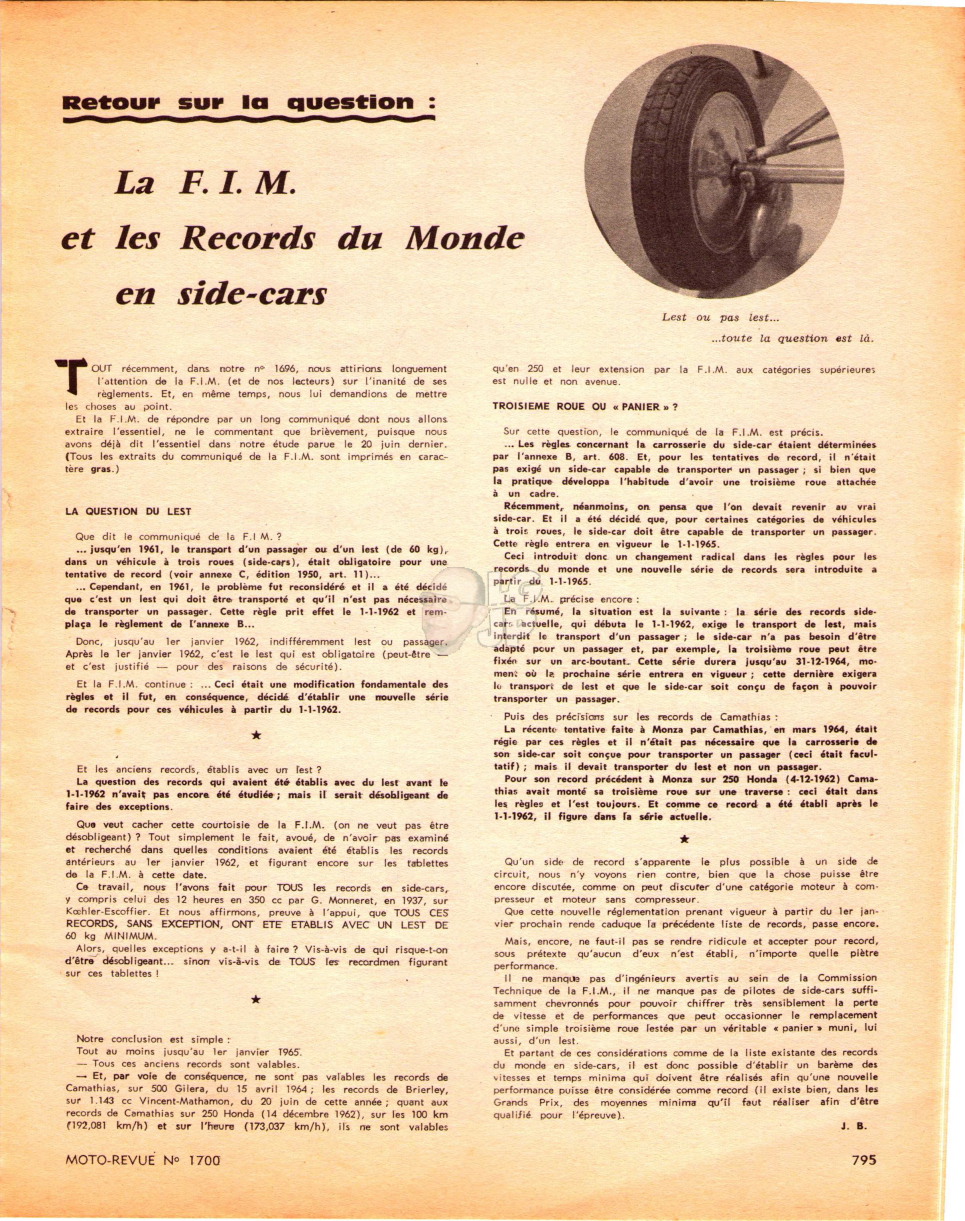 Retour sur la question :
La F. I. M.
et les Records du Monde
en side-cars
Lest ou pas lest...
...toute la question est là.
TOUT récemment, dans notre n° 1696, nous attirions longuement
l'attention de la F.I.M. (et de nos lecteurs) sur l'inanité de ses
règlements. Et, en même temps, nous lui demandions de mettre
les choses au point.
Et la F.I.M. de répondre par un long communiqué dont nous allons
extraire l'essentiel, ne le commentant que brièvement, puisque nous
avons déjà dit l'essentiel dans notre étude parue le 20 juin dernier.
(Tous les extraits du communiqué de la F.I.M. sont imprimés en carac-
tère gras.)
LA QUESTION DU LEST
Que dit le communiqué de la F.I M. ?
... jusqu'en 1961, le transport d'un passager ou d'un lest (de 60 kg),
dans un véhicule à trois roues (side-cars), était obligatoire pour une
tentative de record (voir annexe C, édition 1950, art. 11)...
... Cependant, en 1961, le problème fut reconsidéré et il a été décidé
que c'est un lest qui doit être transporté et qu'il n'est pas nécessaire
de transporter un passager. Cette règle prit effet le 1-1-1962 et rem-
plaça le règlement de l'annexe B...
Donc, jusqu'au 1er janvier 1962, indifféremment lest ou passager.
Après le 1er janvier 1962, c'est le lest qui est obligatoire (peut-être —
et c'est justifié — pour des raisons de sécurité).
Et la F.I.M. continue : ... Ceci était une modification fondamentale des
règles et il fut, en conséquence, décidé d'établir une nouvelle série
de records pour ces véhicules à partir du 1-1-1962.
★
Et les anciens records, établis avec un lest ?
La question des records qui avaient été établis avec du lest avant le
1-1-1962 n'avait pas encore été étudiée ; mais il serait désobligeant de
faire des exceptions.
Que veut cacher cette courtoisie de la F.I.M. (on ne veut pas être
désobligeant) ? Tout simplement le fait, avoué, de n'avoir pas examiné
et recherché dans quelles conditions avaient été établis les records
antérieurs au 1er janvier 1962, et figurant encore sur les tablettes
de la F.I.M. à cette date.
Ce travail, nous l'avons fait pour TOUS les records en side-cars,
y compris celui des 12 heures en 350 cc par G. Monneret, en 1937, sur
Kœhler-Escoffier. Et nous affirmons, preuve à l'appui, que TOUS CES
RECORDS, SANS EXCEPTION, ONT ETE ETABLIS AVEC UN LEST DE
60 kg MINIMUM.
Alors, quelles exceptions y a-t-il à faire ? Vis-à-vis de qui risque-t-on
d'être désobligeant... sinon vis-à-vis de TOUS les recordmen figurant
sur ces tablettes !
★
Notre conclusion est simple :
Tout au moins jusqu'au 1er janvier 1965.
— Tous ces anciens records sont valables.
— Et, par voie de conséquence, ne sont pas valables les records de
Camathias, sur 500 Gilera, du 15 avril 1964 ; les records de Brierley,
sur 1.143 cc Vincent-Mathamon, du 20 juin de cette année ; quant aux
records de Camathias sur 250 Honda (14 décembre 1962), sur les 100 km
(192,081 km/h) et sur l'heure (173,037 km/h), ils ne sont valables
qu'en 250 et leur extension par la F.I.M. aux catégories supérieures
est nulle et non avenue.
TROISIEME ROUE OU « PANIER » ?
Sur cette question, le communiqué de la F.I.M. est précis.
... Les règles concernant la carrosserie du side-car étaient déterminées
par l'annexe B, art. 608. Et, pour les tentatives de record, il n'était
pas exigé un side-car capable de transporter un passager ; si bien que
la pratique développa l'habitude d'avoir une troisième roue attachée
à un cadre.
Récemment, néanmoins, on pensa que l'on devait revenir au vrai
side-car. Et il a été décidé que, pour certaines catégories de véhicules
à trois roues, le side-car doit être capable de transporter un passager.
Cette règle entrera en vigueur le 1-1-1965.
Ceci introduit donc un changement radical dans les règles pour les
records du monde et une nouvelle série de records sera introduite a
partir du 1-1-1965.
La F.I.M. précise encore :
En résumé, la situation est la suivante : la série des records side-
cars actuelle, qui débuta le 1-1-1962, exige le transport de lest, mais
interdit le transport d'un passager ; le side-car n'a pas besoin d'être
adapté pour un passager et, par exemple, la troisième roue peut être
fixée sur un arc-boutant. Cette série durera jusqu'au 31-12-1964, mo-
ment où la prochaine série entrera en vigueur ; cette dernière exigera
le transport de lest et que le side-car soit conçu de façon à pouvoir
transporter un passager.
Puis des précisions sur les records de Camathias :
La récente tentative faite à Monza par Camathias, en mars 1964, était
régie par ces règles et il n'était pas nécessaire que la carrosserie de
son side-car soit conçue pour transporter un passager (ceci était facul-
tatif) ; mais il devait transporter du lest et non un passager.
Pour son record précédent à Monza sur 250 Honda (4-12-1962) Cama-
thias avait monté sa troisième roue sur une traverse : ceci était dans
les règles et l'est toujours. Et comme ce record a été établi après le
1-1-1962, il figure dans la série actuelle.
★
Qu'un side de record s'apparente le plus possible à un side de
circuit, nous n'y voyons rien contre, bien que la chose puisse être
encore discutée, comme on peut discuter d'une catégorie moteur à com-
presseur et moteur sans compresseur.
Que cette nouvelle réglementation prenant vigueur à partir du 1er jan-
vier prochain rende caduque la précédente liste de records, passe encore.
Mais, encore, ne faut-il pas se rendre ridicule et accepter pour record,
sous prétexte qu'aucun d'eux n'est établi, n'importe quelle piètre
performance.
Il ne manque pas d'ingénieurs avertis au sein de la Commission
Technique de la F.I.M., il ne manque pas de pilotes de side-cars suffi-
samment chevronnés pour pouvoir chiffrer très sensiblement la perte
de vitesse et de performances que peut occasionner le remplacement
d'une simple troisième roue lestée par un véritable « panier » muni, lui
aussi, d'un lest.
Et partant de ces considérations comme de la liste existante des records
du monde en side-cars, il est donc possible d'établir un barème des
vitesses et temps minima qui doivent être réalisés afin qu'une nouvelle
performance puisse être considérée comme record (il existe bien, dans les
Grands Prix, des moyennes minima qu'il faut réaliser afin d'être
qualifié pour l'épreuve).
J. B.
MOTO-REVUE N° 1700
795